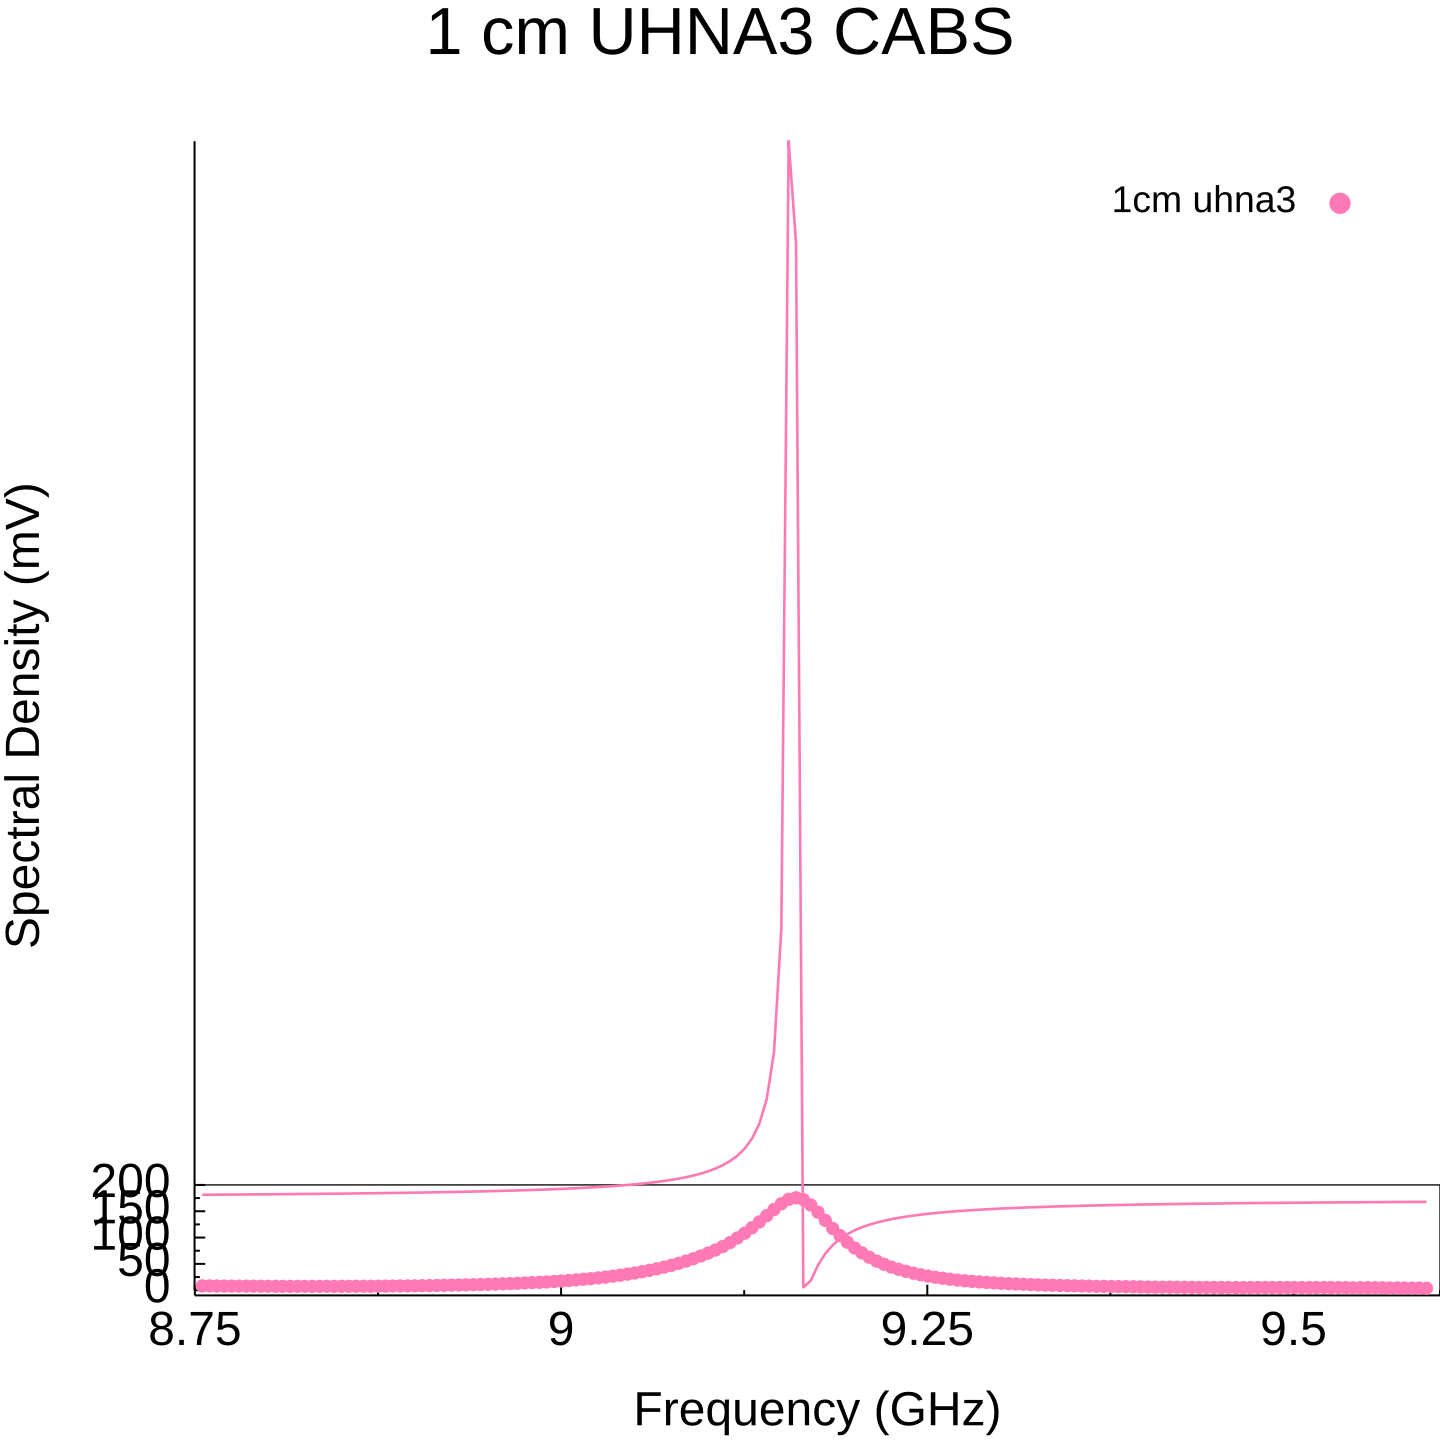 1 cm UHNA3 CABS
1cm uhna3
Spectral Density (mV)
200
150
100
50
0
8.75 9 9.25 9.5
Frequency (GHz)